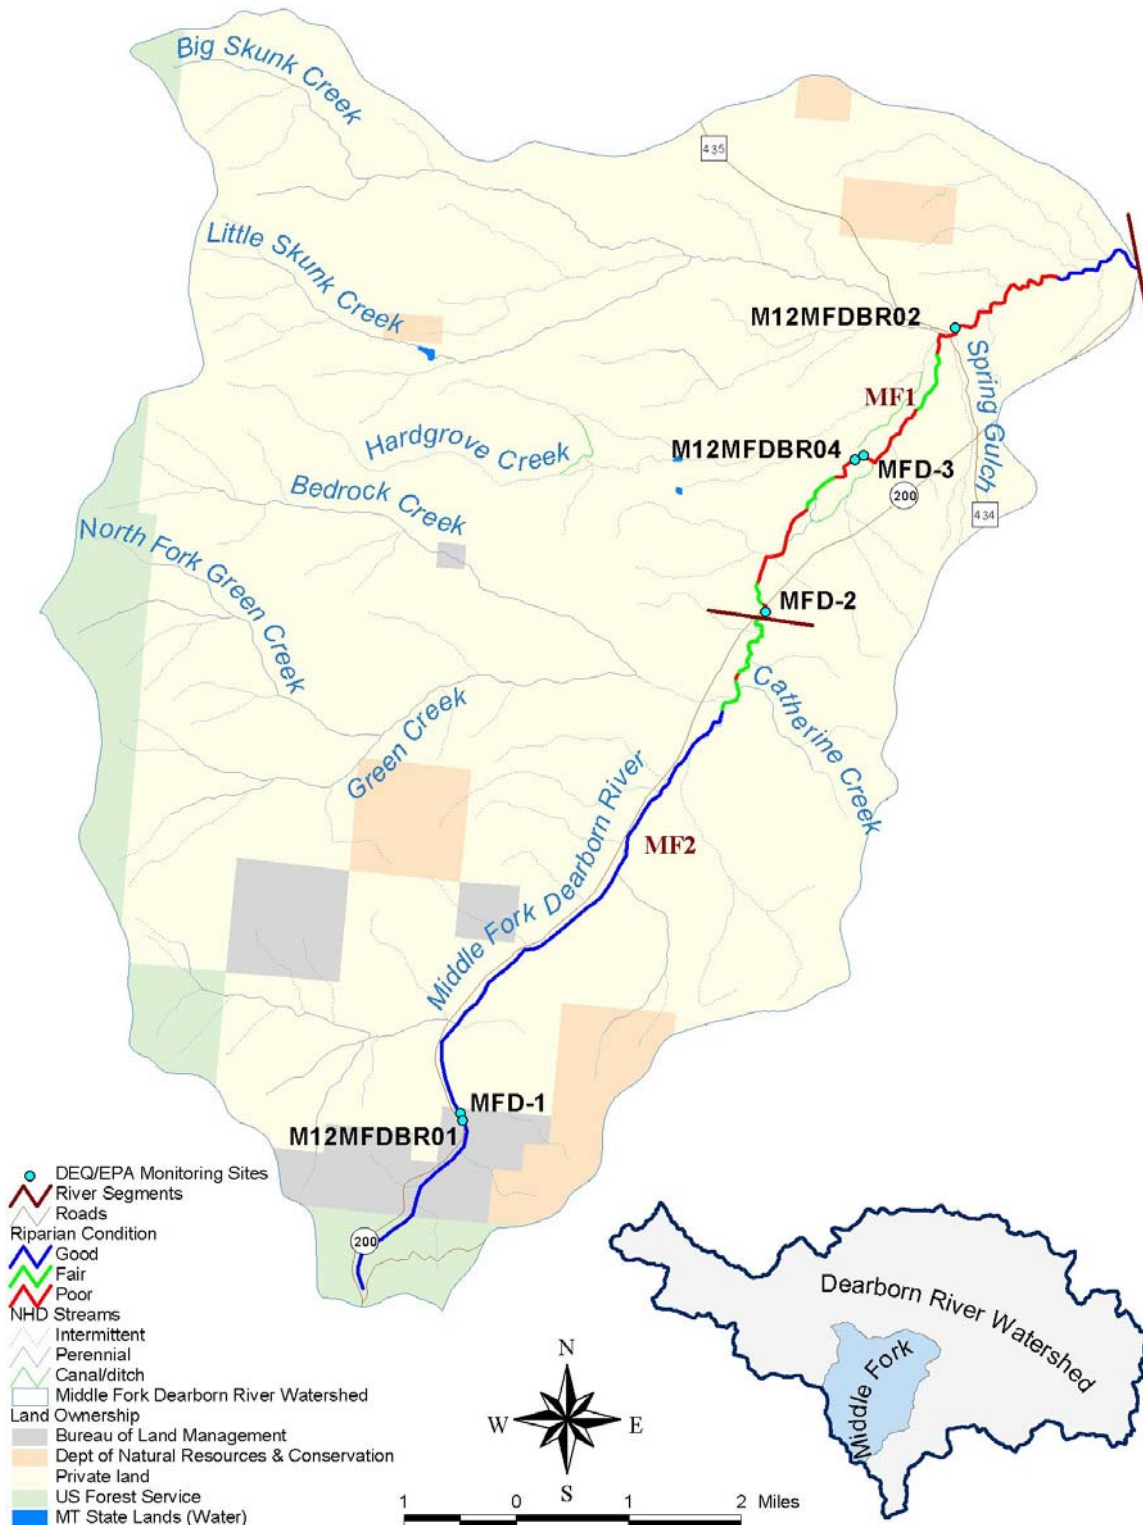 Big Skunk Creek
435
Little Skunk Creek
M12MFDBR02
Spring Gulch
MF1
Hardgrove Creek
M12MFDBR04
MFD-3
Bedrock Creek
200
434
North Fork Green Creek
MFD-2
Catherine Creek
Green Creek
Middle Fork Dearborn River
MF2
MFD-1
M12MFDBR01
200
DEQ/EPA Monitoring Sites
River Segments
Roads
Riparian Condition
Good
Fair
Poor
NHD Streams
Intermittent
Perennial
Canal/ditch
Middle Fork Dearborn River Watershed
Land Ownership
Bureau of Land Management
Dept of Natural Resources & Conservation
Private land
US Forest Service
MT State Lands (Water)
N
W
E
S
1 0 1 2 Miles
Dearborn River Watershed
Middle Fork